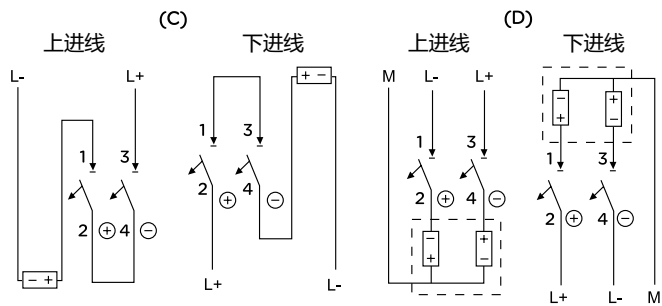 (C)
(D)
上进线
下进线
上进线
下进线
L-
L+
M
L-
L+
- +
+ -
1
3
2 ⊕ 4 ⊖
1
3
2 ⊕ 4 ⊖
L+
L-
1
3
2 ⊕ 4 ⊖
- +
+ -
- +
+ -
1
3
2 ⊕ 4 ⊖
L+
L-
M